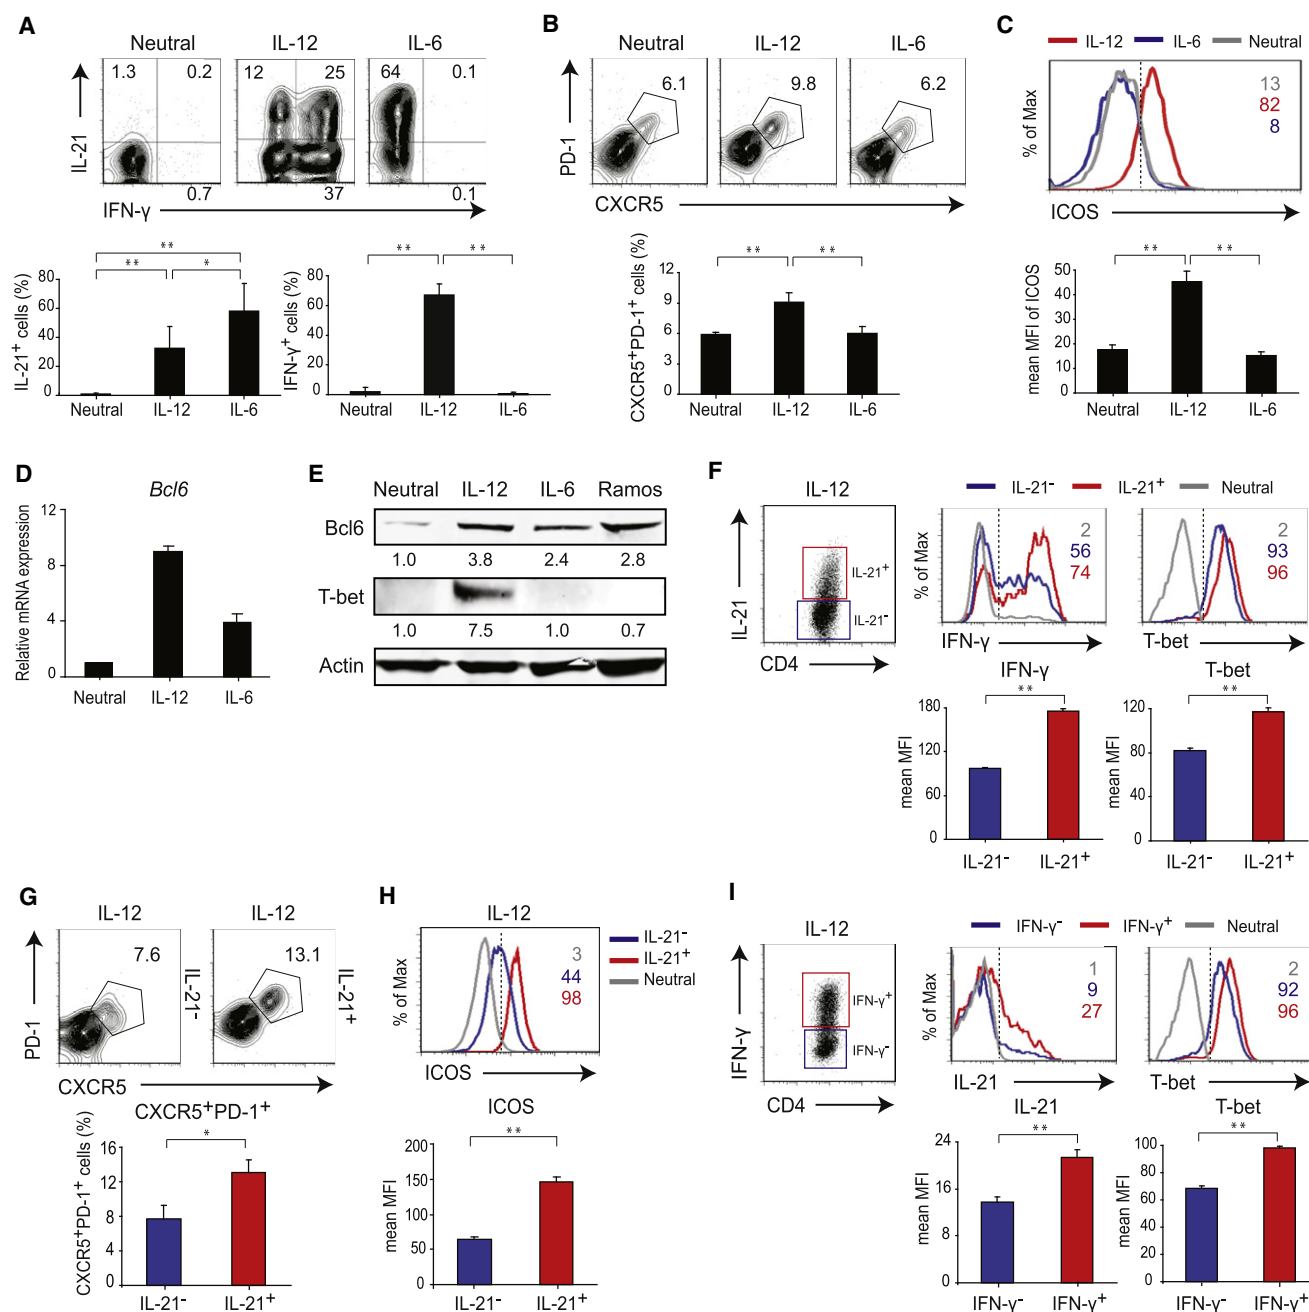 A
Neutral IL-12 IL-6
1.3 0.2 12 25 64 0.1
IL-21
0.7 37 0.1
IFN-γ
** ** *
** **
IL-21+ cells (%)
80 60 40 20 0
Neutral IL-12 IL-6
IFN-γ+ cells (%)
80 60 40 20 0
Neutral IL-12 IL-6
B
Neutral IL-12 IL-6
6.1 9.8 6.2
PD-1
CXCR5
** **
CXCR5+PD-1+ cells (%)
12 9 6 3 0
Neutral IL-12 IL-6
C
IL-12 IL-6 Neutral
% of Max
13
82
8
ICOS
** **
mean MFI of ICOS
50 40 30 20 10 0
Neutral IL-12 IL-6
D
Bcl6
Relative mRNA expression
12 8 4 0
Neutral IL-12 IL-6
E
Neutral IL-12 IL-6 Ramos
Bcl6
1.0 3.8 2.4 2.8
T-bet
1.0 7.5 1.0 0.7
Actin
F
IL-12
IL-21
IL-21+
IL-21-
CD4
IL-21- IL-21+ Neutral
% of Max
2
56
74
IFN-γ
2
93
96
T-bet
IFN-γ
**
mean MFI
180 120 60 0
IL-21- IL-21+
T-bet
**
mean MFI
120 80 40 0
IL-21- IL-21+
G
IL-12 IL-12
7.6 IL-21- 13.1 IL-21+
PD-1
CXCR5
CXCR5+PD-1+
*
CXCR5+PD-1+ cells (%)
16 12 8 4 0
IL-21- IL-21+
H
IL-12
IL-21-
IL-21+
Neutral
% of Max
3
44
98
ICOS
ICOS
**
mean MFI
200 150 100 50 0
IL-21- IL-21+
I
IL-12
IFN-γ
IFN-γ+
IFN-γ-
CD4
IFN-γ- IFN-γ+ Neutral
% of Max
1
9
27
IL-21
2
92
96
T-bet
IL-21
**
mean MFI
24 16 8 0
IFN-γ- IFN-γ+
T-bet
**
mean MFI
100 80 60 40 20 0
IFN-γ- IFN-γ+